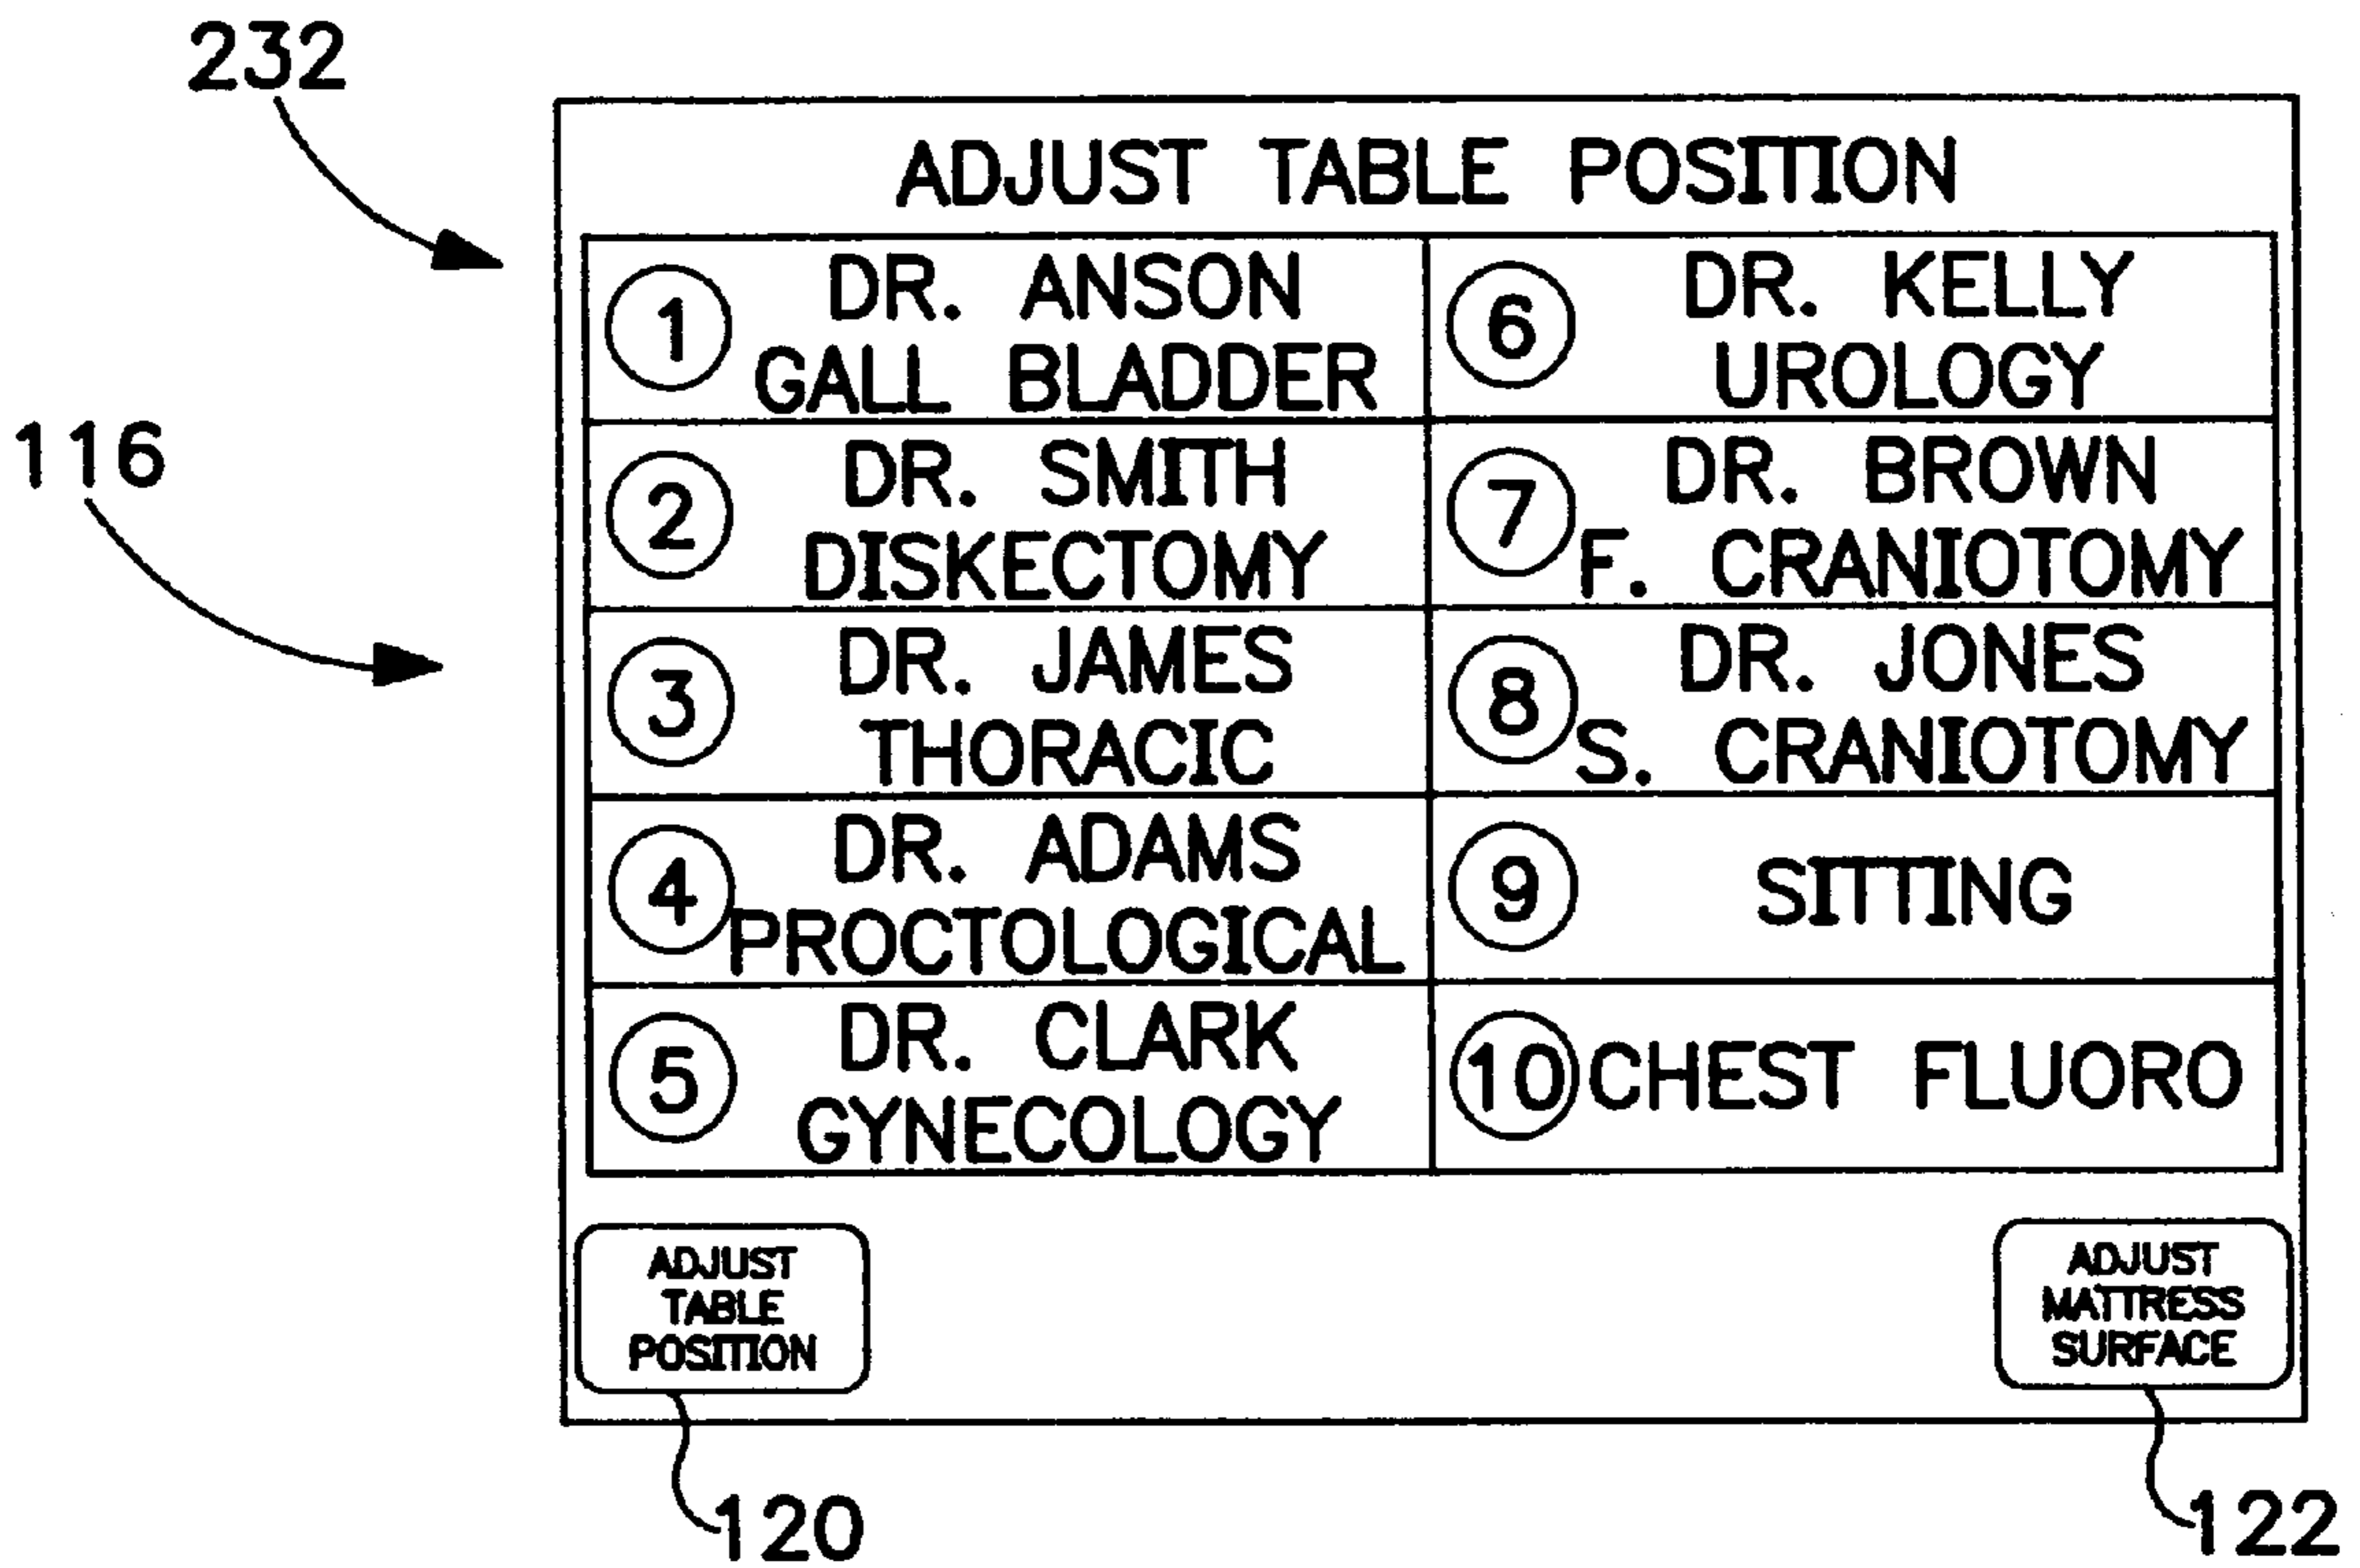 232
116
ADJUST TABLE POSITION
1 DR. ANSON
GALL BLADDER
2 DR. SMITH
DISKECTOMY
3 DR. JAMES
THORACIC
4 DR. ADAMS
PROCTOLOGICAL
5 DR. CLARK
GYNECOLOGY
6 DR. KELLY
UROLOGY
7 DR. BROWN
F. CRANIOTOMY
8 DR. JONES
S. CRANIOTOMY
9 SITTING
10 CHEST FLUORO
ADJUST
TABLE
POSITION
ADJUST
MATTRESS
SURFACE
120
122